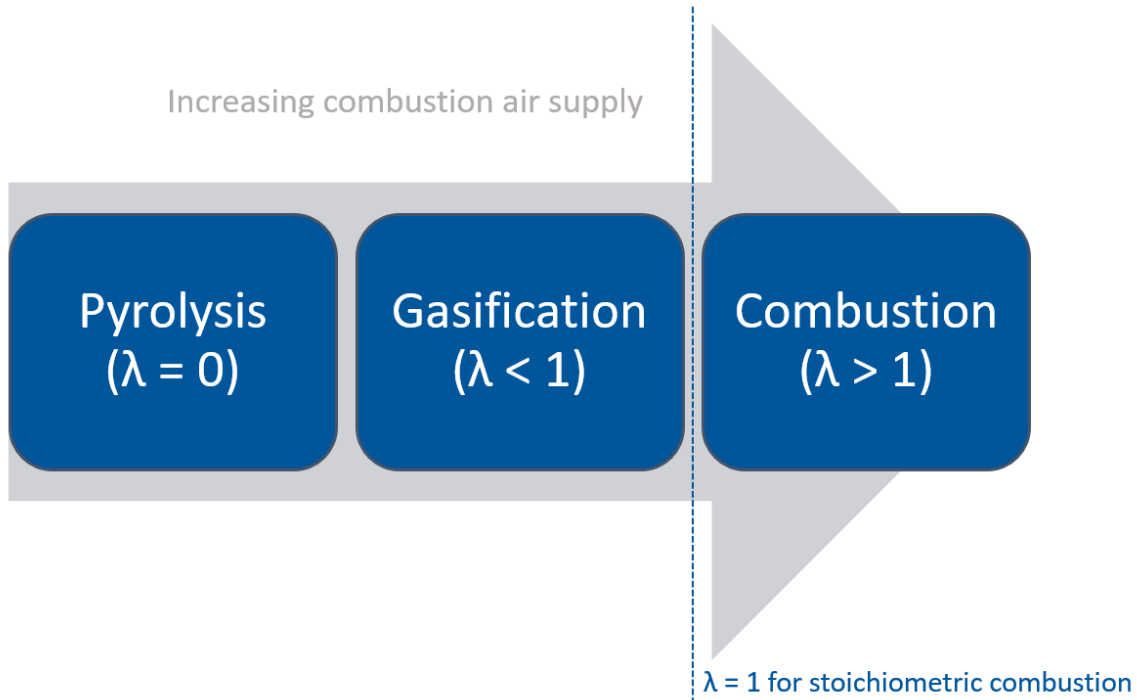 Increasing combustion air supply
Pyrolysis
(λ = 0)
Gasification
(λ < 1)
Combustion
(λ > 1)
λ = 1 for stoichiometric combustion